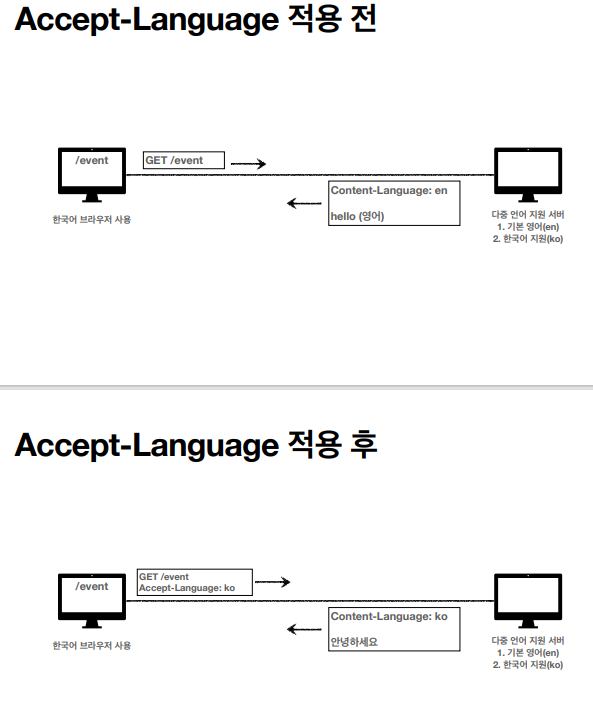 Accept-Language 적용 전
/event
GET /event
Content-Language: en
hello (영어)
한국어 브라우저 사용
다중 언어 지원 서버
1. 기본 영어(en)
2. 한국어 지원(ko)
Accept-Language 적용 후
/event
GET /event
Accept-Language: ko
Content-Language: ko
안녕하세요
한국어 브라우저 사용
다중 언어 지원 서버
1. 기본 영어(en)
2. 한국어 지원(ko)